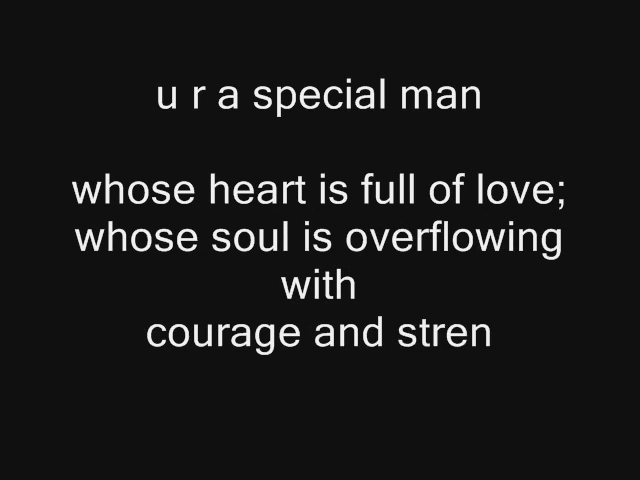 u r a special man
whose heart is full of love;
whose soul is overflowing
with
courage and stren